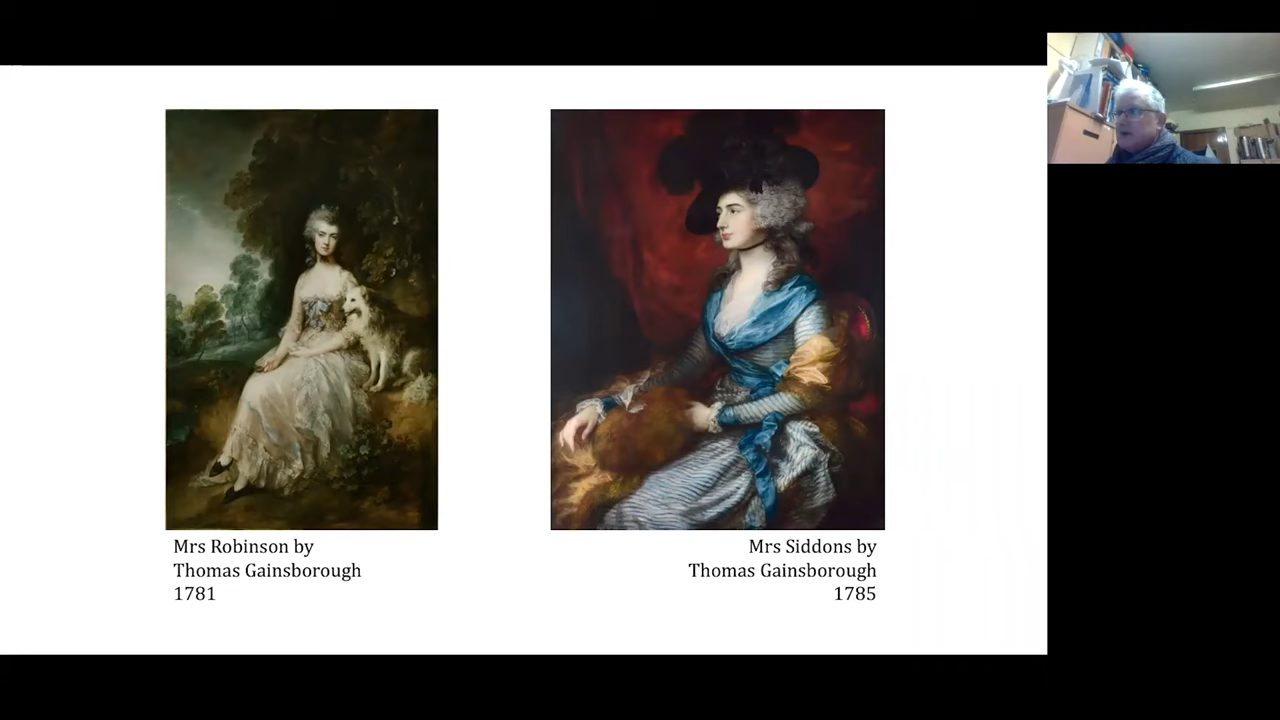 Mrs Robinson by
Thomas Gainsborough
1781
Mrs Siddons by
Thomas Gainsborough
1785